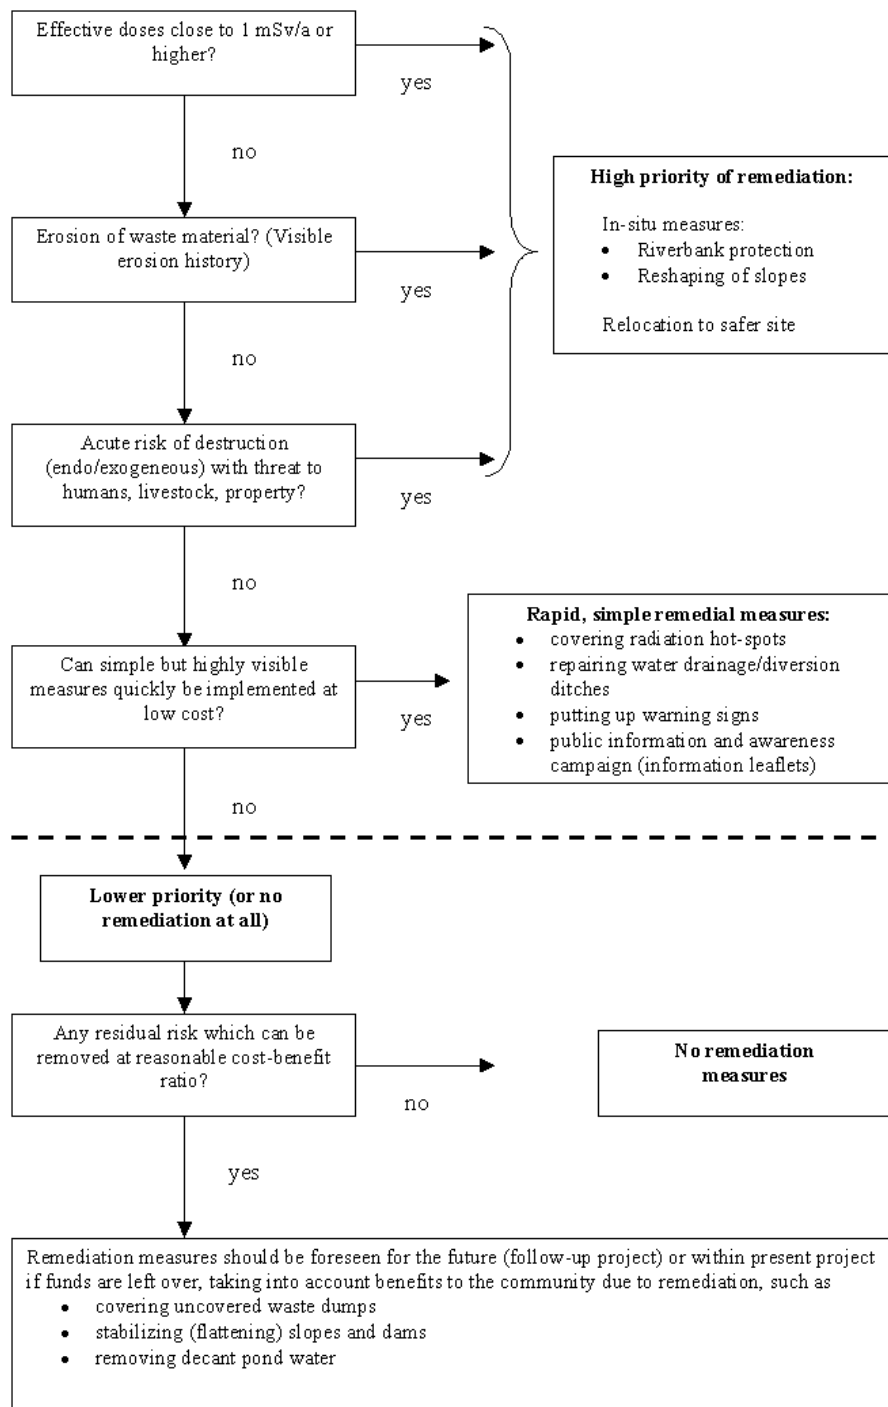 Effective doses close to 1 mSv/a or
higher?
yes
no
High priority of remediation:
In-situ measures:
• Riverbank protection
• Reshaping of slopes
Relocation to safer site
Erosion of waste material? (Visible
erosion history)
yes
no
Acute risk of destruction
(endo/exogeneous) with threat to
humans, livestock, property?
yes
no
Rapid, simple remedial measures:
• covering radiation hot-spots
• repairing water drainage/diversion
ditches
• putting up warning signs
• public information and awareness
campaign (information leaflets)
Can simple but highly visible
measures quickly be implemented at
low cost?
yes
no
Lower priority (or no
remediation at all)
Any residual risk which can be
removed at reasonable cost-benefit
ratio?
no
No remediation
measures
yes
Remediation measures should be foreseen for the future (follow-up project) or within present project
if funds are left over, taking into account benefits to the community due to remediation, such as
• covering uncovered waste dumps
• stabilizing (flattening) slopes and dams
• removing decant pond water